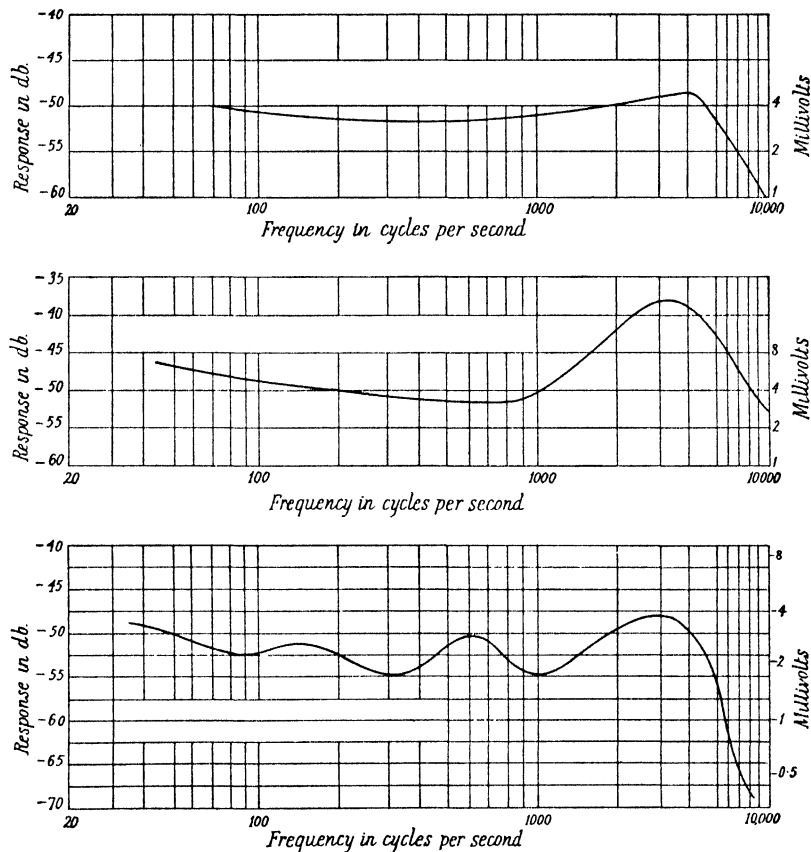 -40
-45
-50
-55
-60
Response in db.
4
2
1
Millivolts
20 100 1000 10,000
Frequency in cycles per second
-35
-40
-45
-50
-55
-60
Response in db.
8
4
2
1
Millivolts
20 100 1000 10000
Frequency in cycles per second
-40
-45
-50
-55
-60
-65
-70
Response in db.
-8
-4
2
1
-0·5
Millivolts
20 100 1000 10,000
Frequency in cycles per second